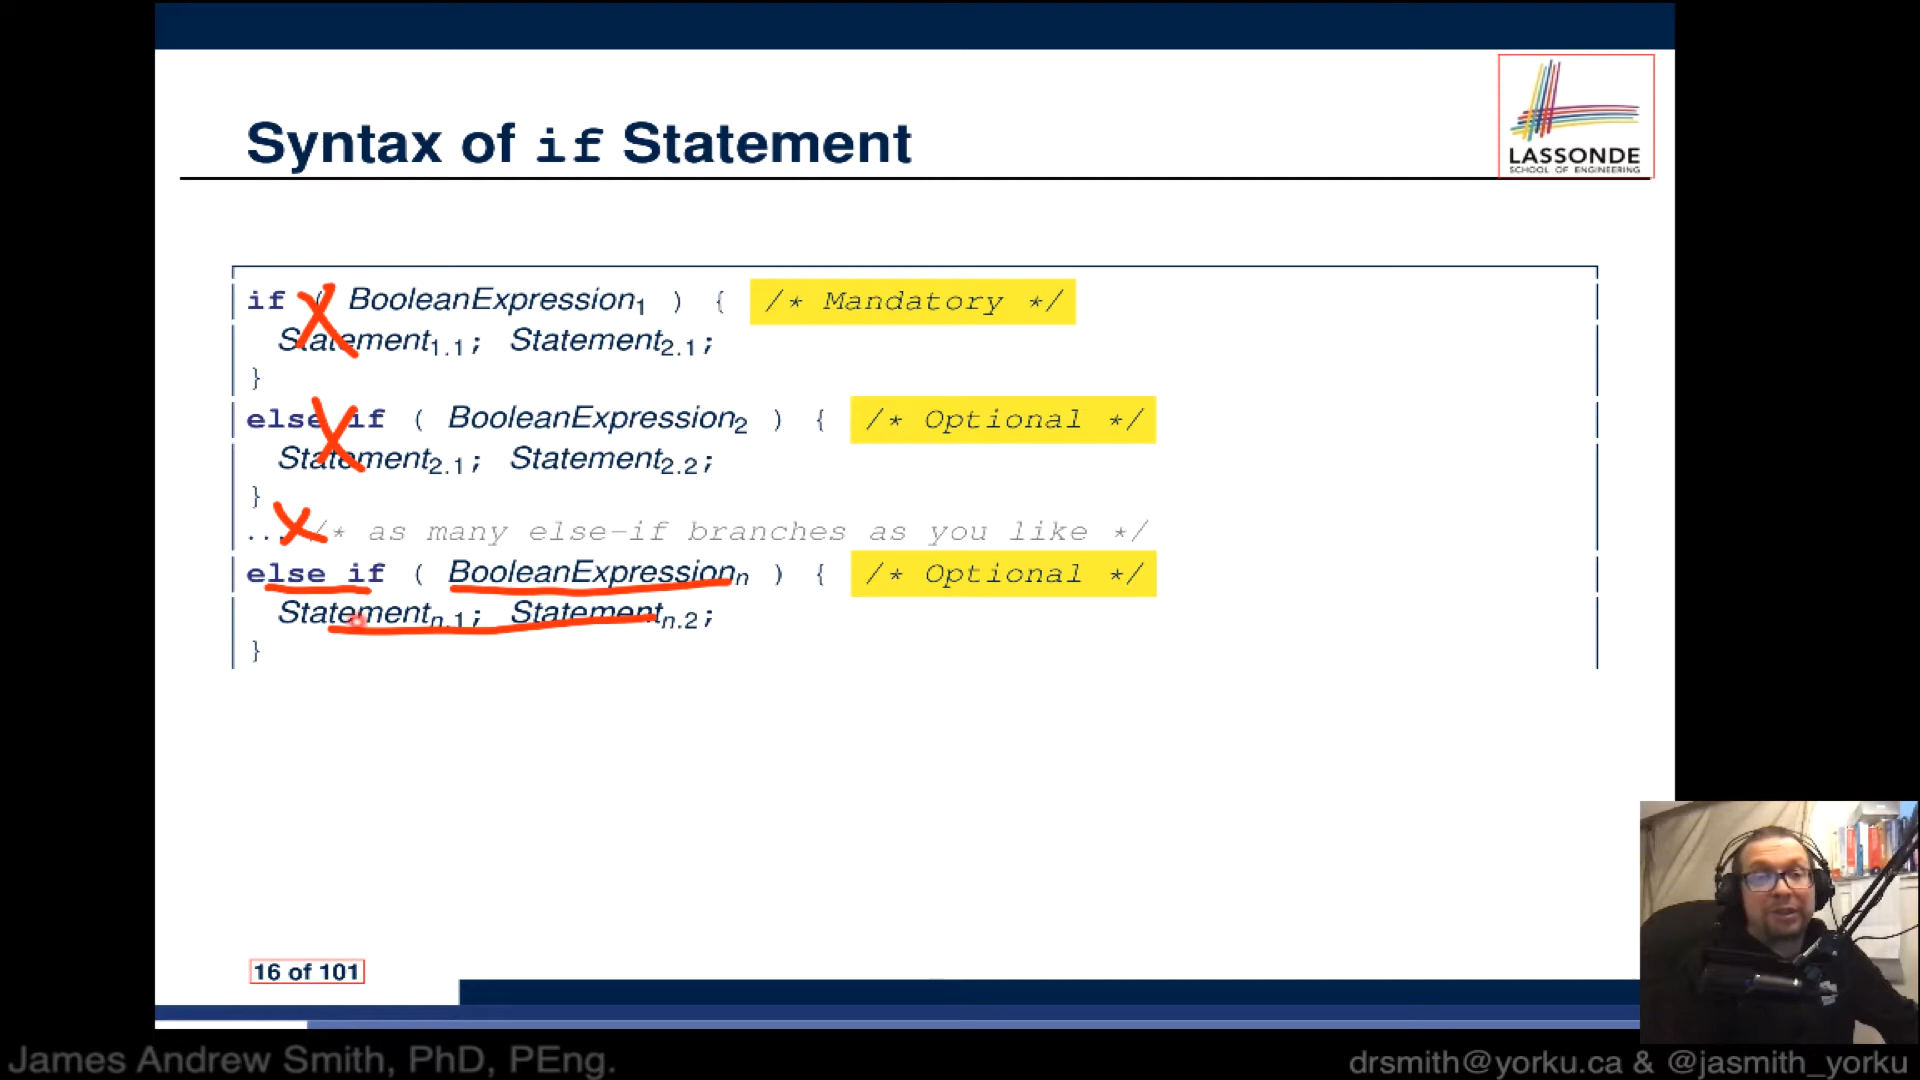 LASSONDE
SCHOOL OF ENGINEERING
Syntax of if Statement
if ( BooleanExpression1 ) { /* Mandatory */
Statement1.1; Statement2.1;
}
else if ( BooleanExpression2 ) { /* Optional */
Statement2.1; Statement2.2;
}
... /* as many else-if branches as you like */
else if ( BooleanExpressionn ) { /* Optional */
Statementn.1; Statementn.2;
}
16 of 101
James Andrew Smith, PhD, PEng.
drsmith@yorku.ca & @jasmith_yorku